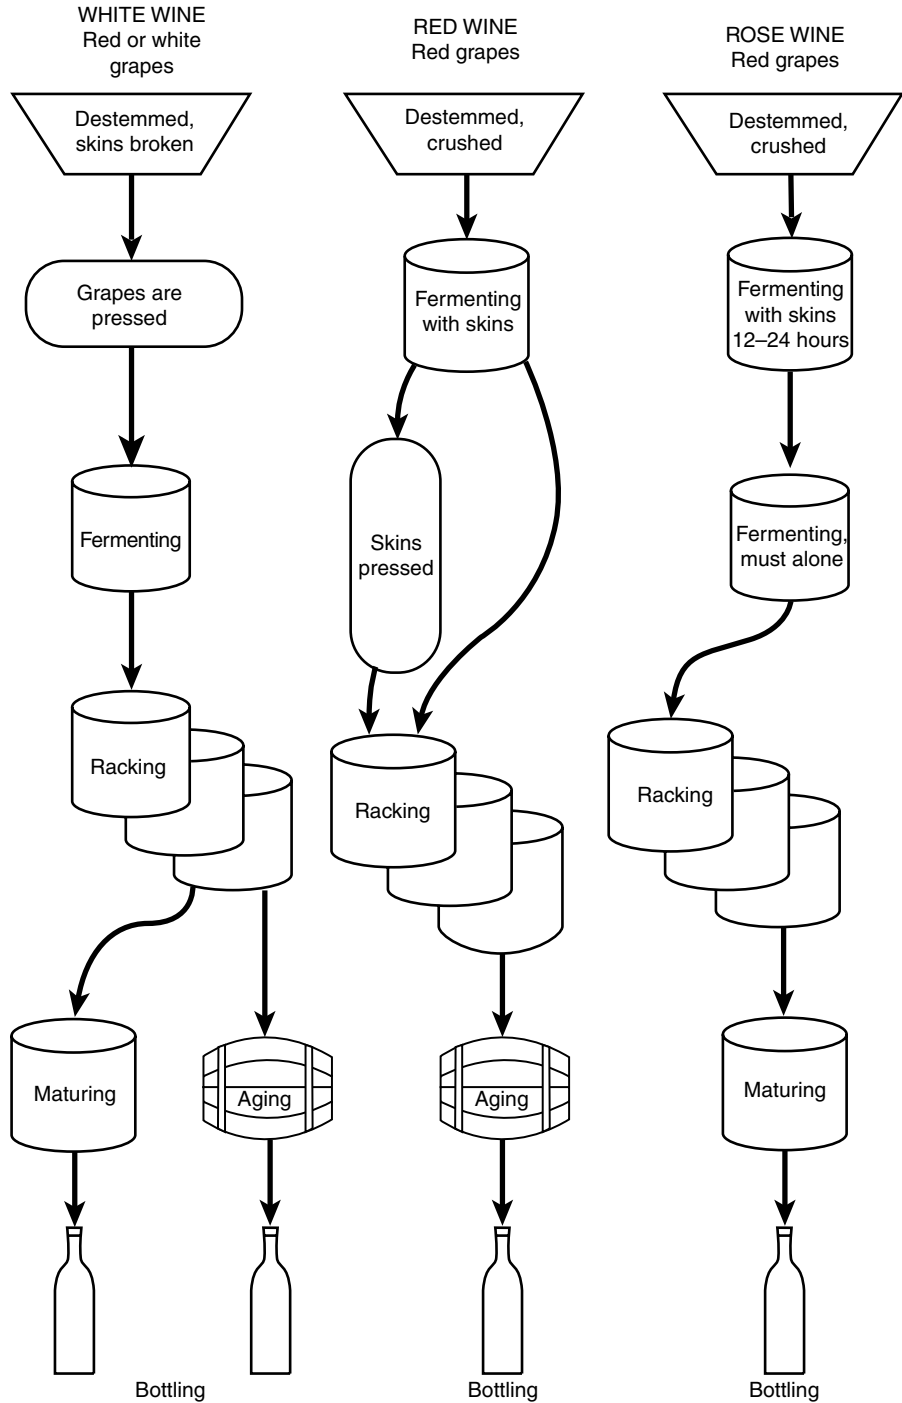 WHITE WINE
Red or white
grapes
Destemmed,
skins broken
Grapes are
pressed
Fermenting
Racking
Maturing
Aging
Bottling
RED WINE
Red grapes
Destemmed,
crushed
Fermenting
with skins
Skins
pressed
Racking
Aging
Bottling
ROSE WINE
Red grapes
Destemmed,
crushed
Fermenting
with skins
12–24 hours
Fermenting,
must alone
Racking
Maturing
Bottling